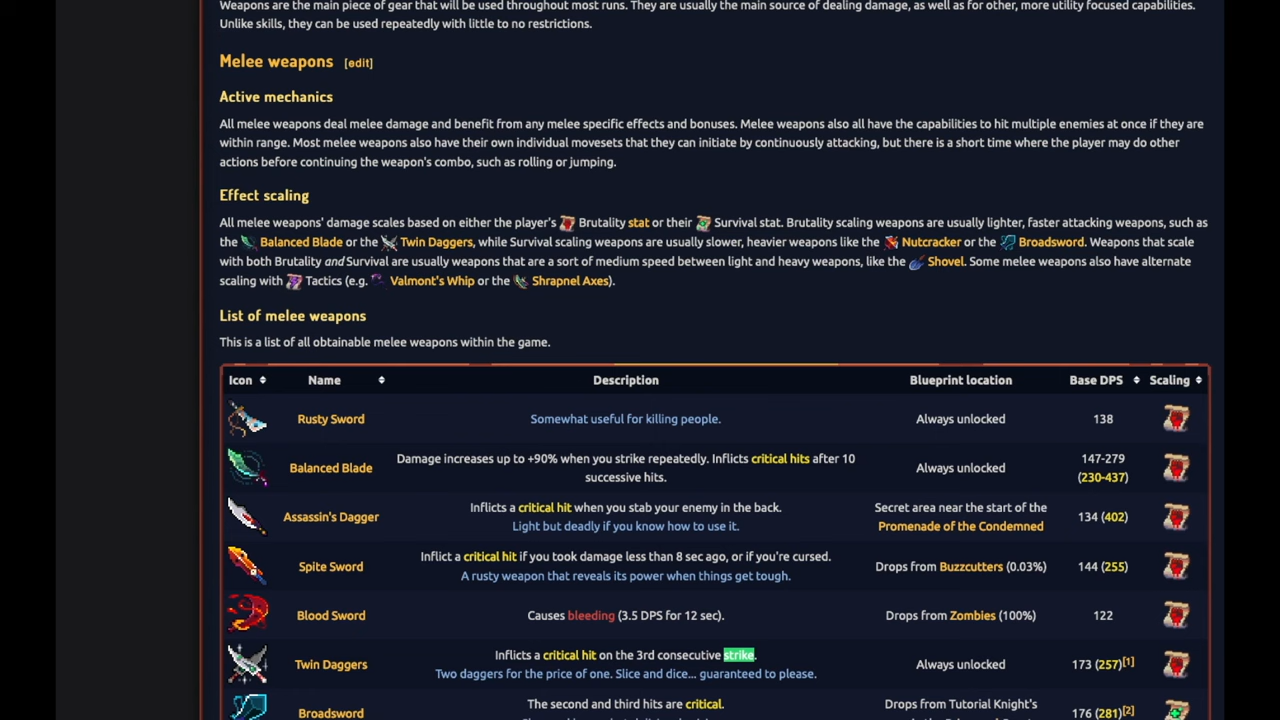 Weapons are the main piece of gear that will be used throughout most runs. They are usually the main source of dealing damage, as well as for other, more utility focused capabilities.
Unlike skills, they can be used repeatedly with little to no restrictions.
Melee weapons [edit]
Active mechanics
All melee weapons deal melee damage and benefit from any melee specific effects and bonuses. Melee weapons also all have the capabilities to hit multiple enemies at once if they are
within range. Most melee weapons also have their own individual movesets that they can initiate by continuously attacking, but there is a short time where the player may do other
actions before continuing the weapon's combo, such as rolling or jumping.
Effect scaling
All melee weapons' damage scales based on either the player's Brutality stat or their Survival stat. Brutality scaling weapons are usually lighter, faster attacking weapons, such as
the Balanced Blade or the Twin Daggers, while Survival scaling weapons are usually slower, heavier weapons like the Nutcracker or the Broadsword. Weapons that scale
with both Brutality and Survival are usually weapons that are a sort of medium speed between light and heavy weapons, like the Shovel. Some melee weapons also have alternate
scaling with Tactics (e.g. Valmont's Whip or the Shrapnel Axes).
List of melee weapons
This is a list of all obtainable melee weapons within the game.
Icon Name Description Blueprint location Base DPS Scaling
Rusty Sword Somewhat useful for killing people. Always unlocked 138
Balanced Blade Damage increases up to +90% when you strike repeatedly. Inflicts critical hits after 10 successive hits. Always unlocked 147-279 (230-437)
Assassin's Dagger Inflicts a critical hit when you stab your enemy in the back. Light but deadly if you know how to use it. Secret area near the start of the Promenade of the Condemned 134 (402)
Spite Sword Inflict a critical hit if you took damage less than 8 sec ago, or if you're cursed. A rusty weapon that reveals its power when things get tough. Drops from Buzzcutters (0.03%) 144 (255)
Blood Sword Causes bleeding (3.5 DPS for 12 sec). Drops from Zombies (100%) 122
Twin Daggers Inflicts a critical hit on the 3rd consecutive strike. Two daggers for the price of one. Slice and dice... guaranteed to please. Always unlocked 173 (257)[1]
Broadsword The second and third hits are critical. Drops from Tutorial Knight's 176 (281)[2]